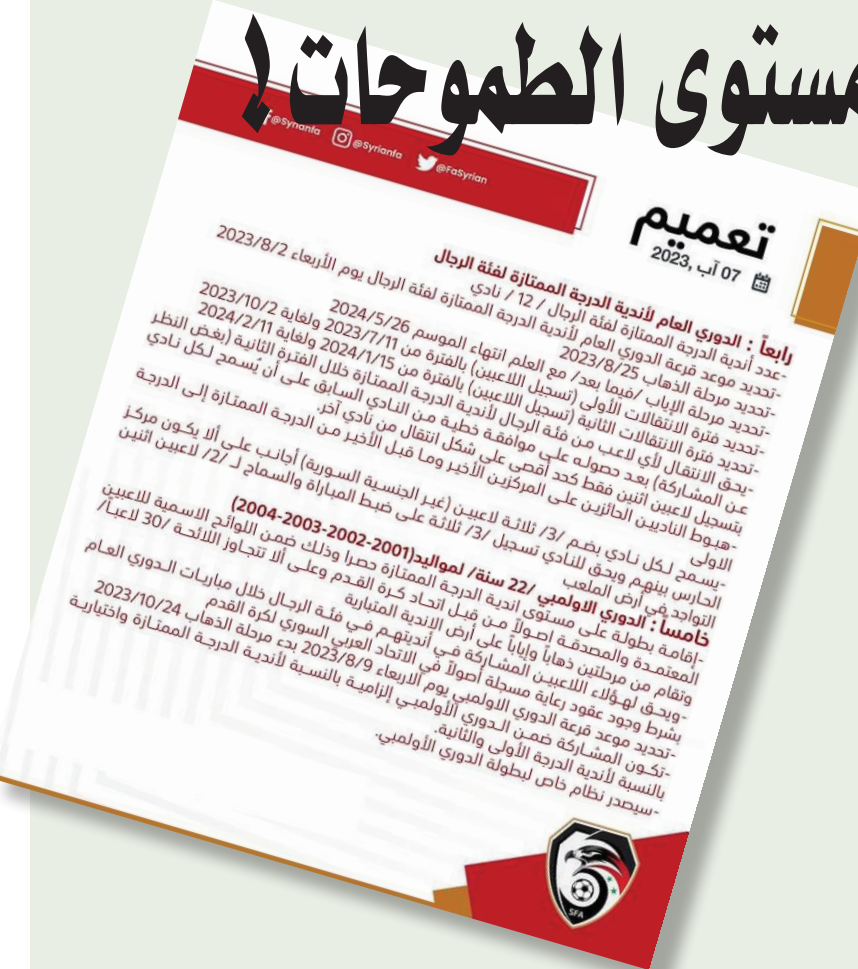 مستوى الطموحات!
@Syrianfa @Syrianfa @FaSyrian
تعميم
07 آب ,2023
رابعاً : الدوري العام لأندية الدرجة الممتازة لفئة الرجال
-عدد أندية الدرجة الممتازة لفئة الرجال / 12 / نادي
-تحديد موعد قرعة الدوري العام لأندية الدرجة الممتازة لفئة الرجال يوم الأربعاء 2023/8/2
-تحديد مرحلة الذهاب 2023/8/25
-تحديد مرحلة الإياب /فيما بعد/ مع العلم انتهاء الموسم 2024/5/26
-تحديد فترة الانتقالات الأولى (تسجيل اللاعبين) بالفترة من 2023/7/11 ولغاية 2023/10/2
-تحديد فترة الانتقالات الثانية (تسجيل اللاعبين) بالفترة من 2024/1/15 ولغاية 2024/2/11
-يحق الانتقال لأي لاعب من فئة الرجال لأندية الدرجة الممتازة خلال الفترة الثانية (بغض النظر
عن المشاركة) بعد حصوله على موافقة خطية من النادي السابق على أن يُسمح لكل نادي
بتسجيل لاعبين اثنين فقط كحد أقصى على شكل انتقال من نادي آخر.
-هبوط الناديين الحائزين على المركزين الأخير وما قبل الأخير من الدرجة الممتازة إلى الدرجة
الاولى
-يسمح لكل نادي بضم /3/ ثلاثة لاعبين (غير الجنسية السورية) أجانب على ألا يكون مركز
الحارس بينهم ويحق للنادي تسجيل /3/ ثلاثة على ضبط المباراة والسماح لـ /2/ لاعبين اثنين
التواجد في أرض الملعب
خامساً : الدوري الاولمبي /22 سنة/ لمواليد(2001-2002-2003-2004)
-إقامة بطولة على مستوى اندية الدرجة الممتازة حصرا وذلك ضمن اللوائح الاسمية للاعبين
المعتمدة والمصدقة اصولاً من قبل اتحاد كرة القدم وعلى ألا تتجاوز اللائحة /30 لاعباً/
وتقام من مرحلتين ذهاباً وإياباً على أرض الاندية المتبارية
-ويحق لهؤلاء اللاعبين المشاركة في أنديتهم في فئة الرجال خلال مباريات الدوري العام
بشرط وجود عقود رعاية مسجلة أصولاً في الاتحاد العربي السوري لكرة القدم
-تحديد موعد قرعة الدوري الاولمبي يوم الاربعاء 2023/8/9 بدء مرحلة الذهاب 2023/10/24
-تكون المشاركة ضمن الدوري الأولمبي إلزامية بالنسبة لأندية الدرجة الممتازة واختيارية
بالنسبة لأندية الدرجة الأولى والثانية.
-سيصدر نظام خاص لبطولة الدوري الأولمبي.
SFA